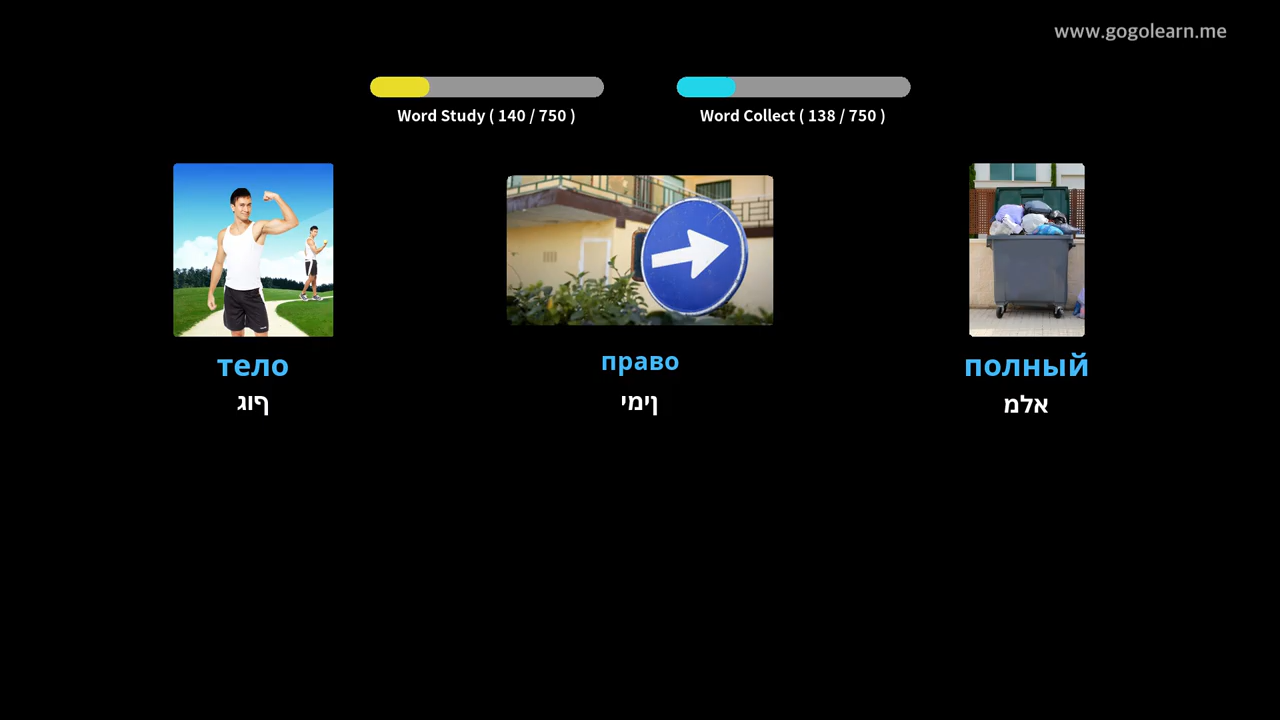 www.gogolearn.me
Word Study ( 140 / 750 )
Word Collect ( 138 / 750 )
тело
ףוג
право
ןימי
полный
אלמ